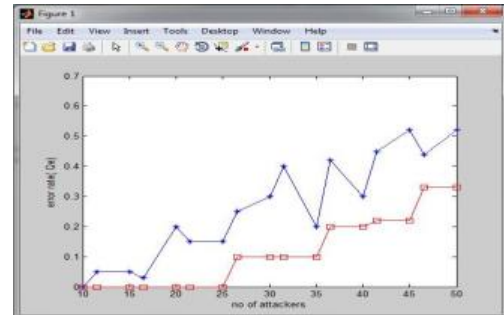 Figure 1
File Edit View Insert Tools Desktop Window Help
0.7
0.6
0.5
0.4
0.3
0.2
0.1
0
error rate( Qe)
10 15 20 25 30 35 40 45 50
no of attackers